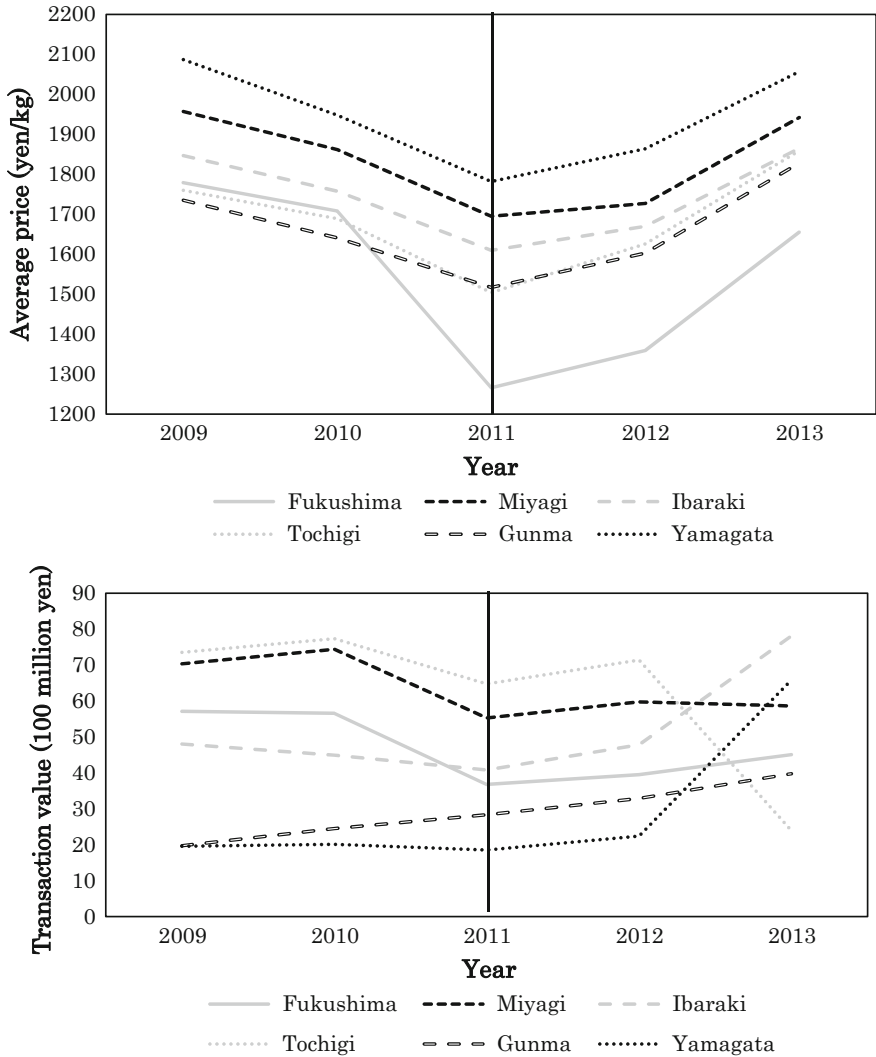 Average price (yen/kg)
2200
2100
2000
1900
1800
1700
1600
1500
1400
1300
1200
2009 2010 2011 2012 2013
Year
Fukushima Miyagi Ibaraki
Tochigi Gunma Yamagata
Transaction value (100 million yen)
90
80
70
60
50
40
30
20
10
0
2009 2010 2011 2012 2013
Year
Fukushima Miyagi Ibaraki
Tochigi Gunma Yamagata